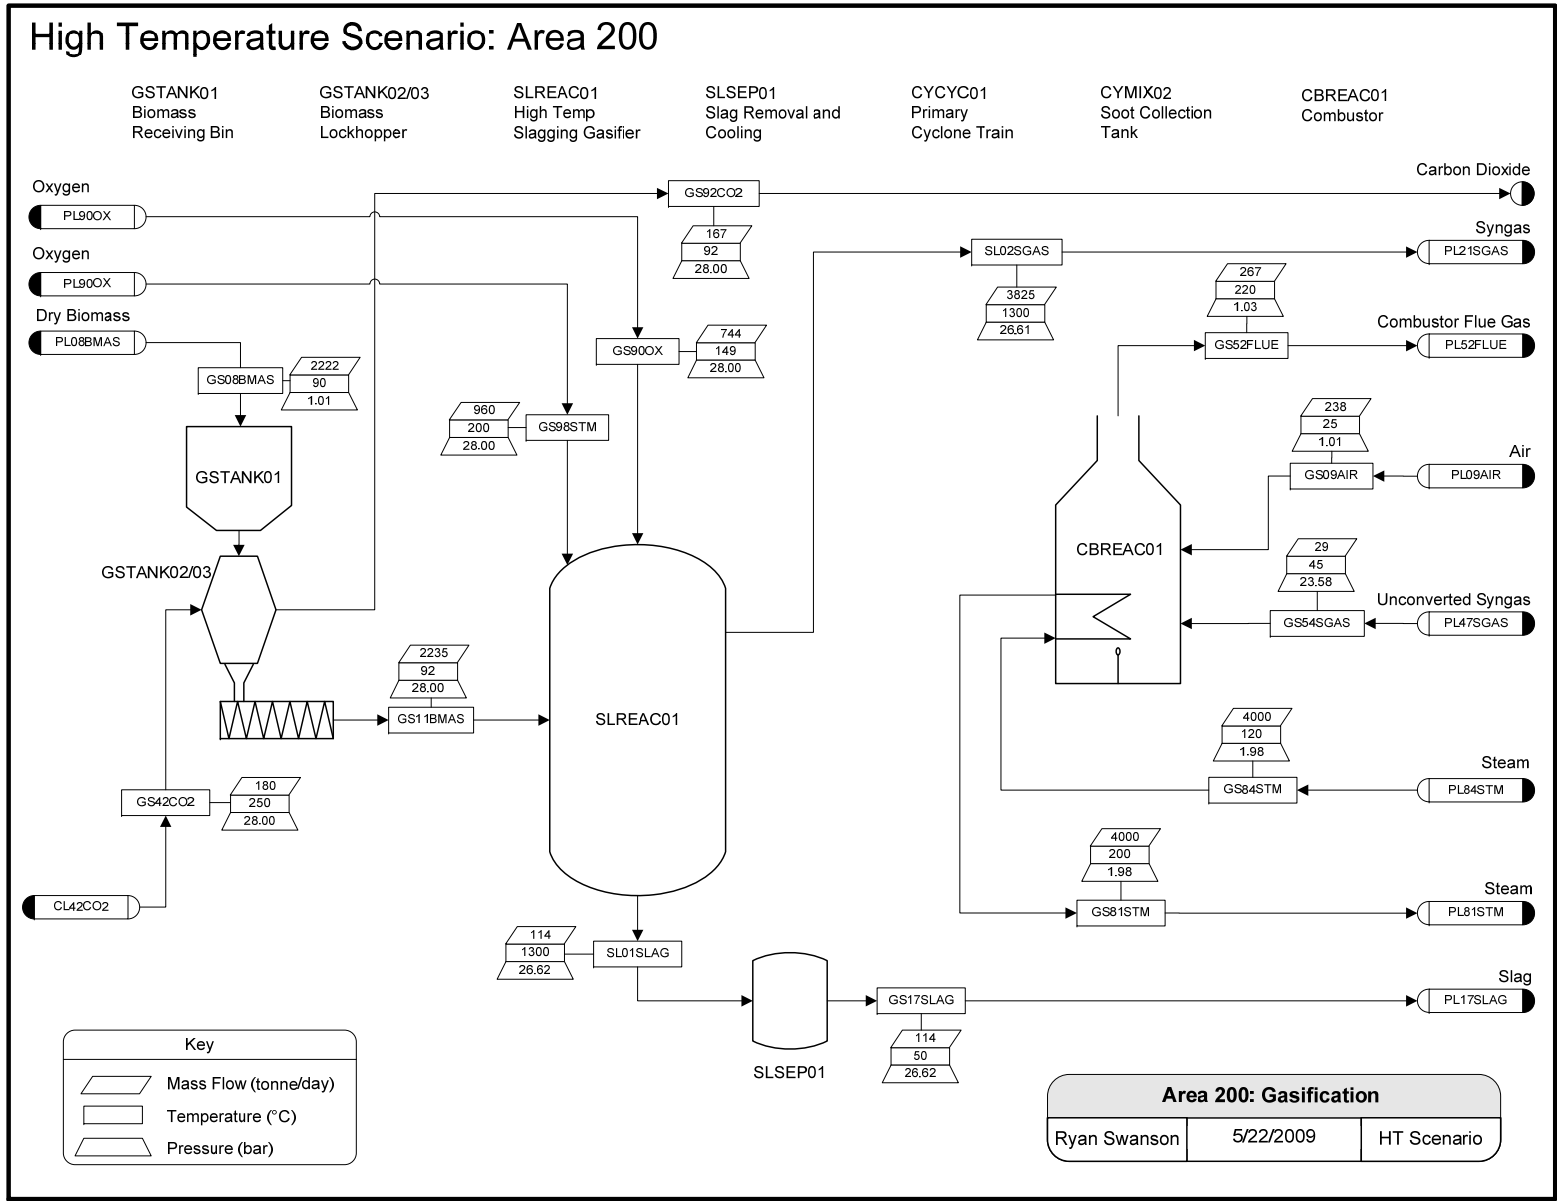 High Temperature Scenario: Area 200
GSTANK01
Biomass
Receiving Bin
GSTANK02/03
Biomass
Lockhopper
SLREAC01
High Temp
Slagging Gasifier
SLSEP01
Slag Removal and
Cooling
CYCYC01
Primary
Cyclone Train
CYMIX02
Soot Collection
Tank
CBREAC01
Combustor
Oxygen
PL90OX
Oxygen
PL90OX
Dry Biomass
PL08BMAS
GS08BMAS
2222
90
1.01
GSTANK01
GSTANK02/03
GS42CO2
180
250
28.00
CL42CO2
GS11BMAS
2235
92
28.00
GS92CO2
167
92
28.00
GS90OX
744
149
28.00
960
200
28.00
GS98STM
SLREAC01
114
1300
26.62
SL01SLAG
SLSEP01
GS17SLAG
114
50
26.62
SL02SGAS
3825
1300
26.61
267
220
1.03
GS52FLUE
238
25
1.01
GS09AIR
CBREAC01
29
45
23.58
GS54SGAS
4000
120
1.98
GS84STM
4000
200
1.98
GS81STM
Carbon Dioxide
Syngas
PL21SGAS
Combustor Flue Gas
PL52FLUE
Air
PL09AIR
Unconverted Syngas
PL47SGAS
Steam
PL84STM
Steam
PL81STM
Slag
PL17SLAG
Key
Mass Flow (tonne/day)
Temperature (°C)
Pressure (bar)
Area 200: Gasification
Ryan Swanson
5/22/2009
HT Scenario